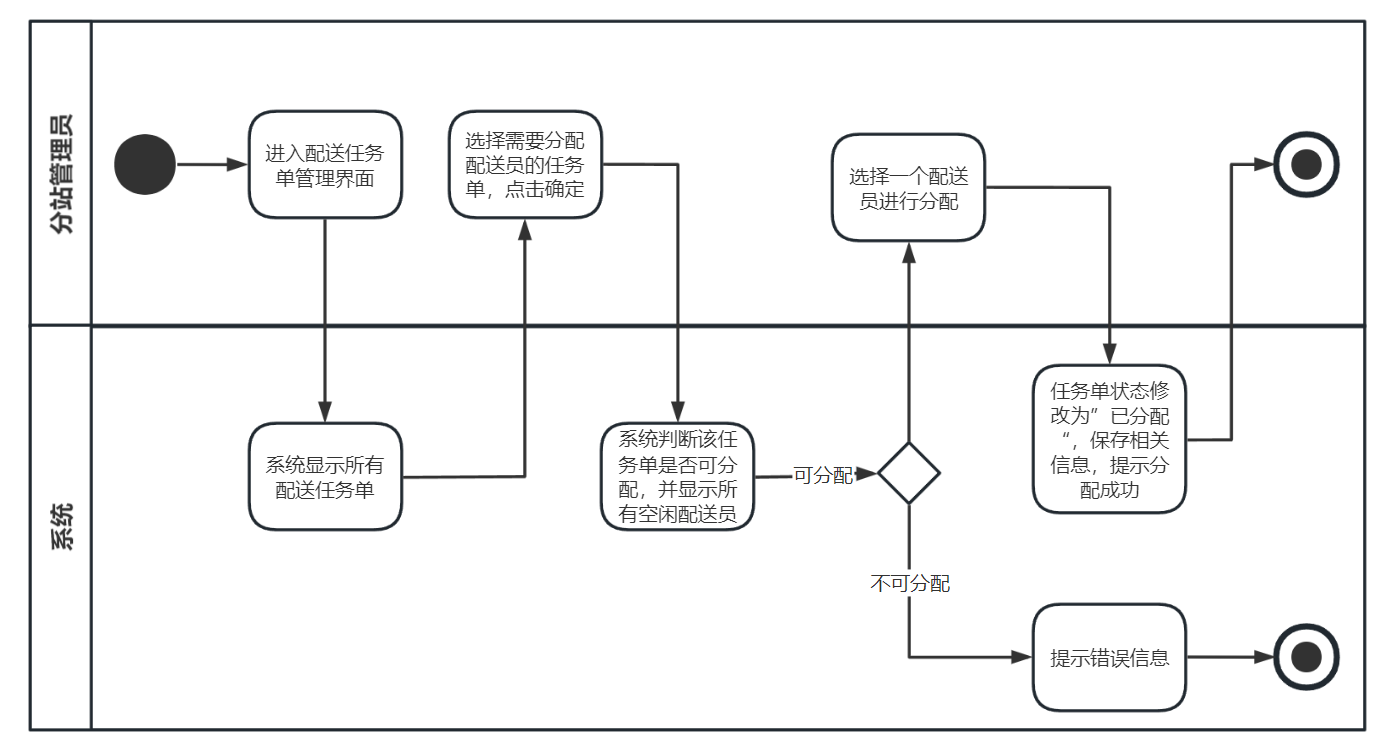 分站管理员
进入配送任务
单管理界面
选择需要分配
配送员的任务
单，点击确定
选择一个配送
员进行分配
系统
系统显示所有
配送任务单
系统判断该任
务单是否可分
配，并显示所
有空闲配送员
可分配
不可分配
任务单状态修
改为”已分配
“，保存相关
信息，提示分
配成功
提示错误信息